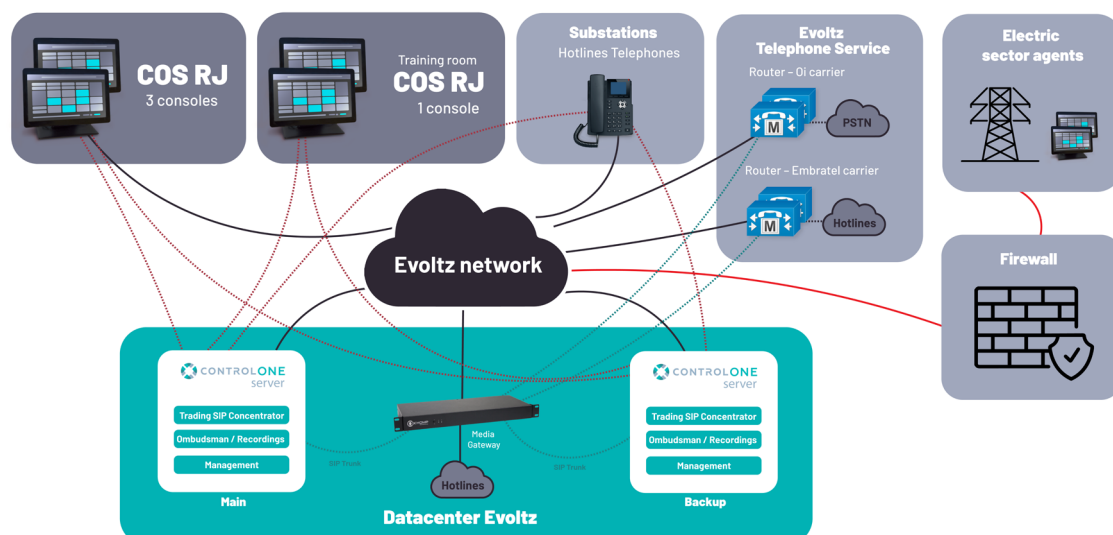 COS RJ
3 consoles
Training room
COS RJ
1 console
Substations
Hotlines Telephones
Evoltz
Telephone Service
Router – Oi carrier
M
PSTN
Router – Embratel carrier
M
Hotlines
Electric
sector agents
Firewall
Evoltz network
CONTROLONE
server
Trading SIP Concentrator
Ombudsman / Recordings
Management
Main
SIP Trunk
Media
Gateway
Hotlines
SIP Trunk
CONTROLONE
server
Trading SIP Concentrator
Ombudsman / Recordings
Management
Backup
Datacenter Evoltz